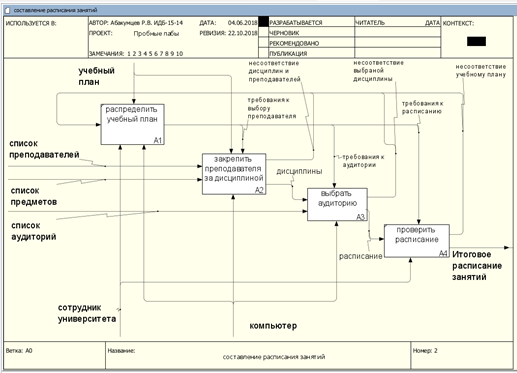 составление расписания занятий
ИСПОЛЬЗУЕТСЯ В:
АВТОР: Абакумцев Р.В. ИДБ-15-14
ДАТА: 04.06.2018
РАЗРАБАТЫВАЕТСЯ
ЧИТАТЕЛЬ
ДАТА
КОНТЕКСТ:
ПРОЕКТ: Пробные лабы
РЕВИЗИЯ: 22.10.2018
ЧЕРНОВИК
РЕКОМЕНДОВАНО
ЗАМЕЧАНИЯ: 1 2 3 4 5 6 7 8 9 10
ПУБЛИКАЦИЯ
учебный
план
несоответствие
дисциплин и
преподавателей
несоответствие
выбраной
дисциплины
несоответствие
учебному плану
распределить
учебный план
A1
требования к
выбору
преподавателя
требования к
расписанию
список
преподавателей
закрепить
преподавателя
за дисциплиной
A2
требования к
аудитории
дисциплины
список
предметов
выбрать
аудиторию
A3
список
аудиторий
проверить
расписание
A4
расписание
Итоговое
расписание
занятий
сотрудник
университета
компьютер
Ветка: A0
Название:
составление расписания занятий
Номер: 2